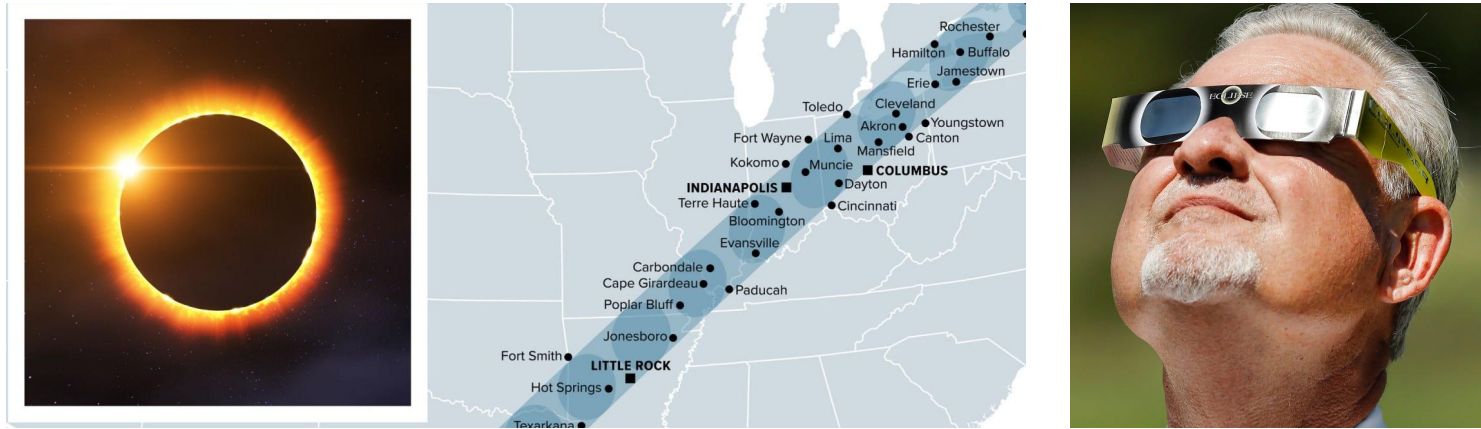 Rochester
Hamilton
Buffalo
Jamestown
Erie
Toledo
Cleveland
Akron
Youngstown
Fort Wayne
Lima
Canton
Mansfield
Kokomo
Muncie
COLUMBUS
INDIANAPOLIS
Dayton
Terre Haute
Cincinnati
Bloomington
Evansville
Carbondale
Cape Girardeau
Paducah
Poplar Bluff
Jonesboro
Fort Smith
LITTLE ROCK
Hot Springs
Texarkana
ECLIPSE